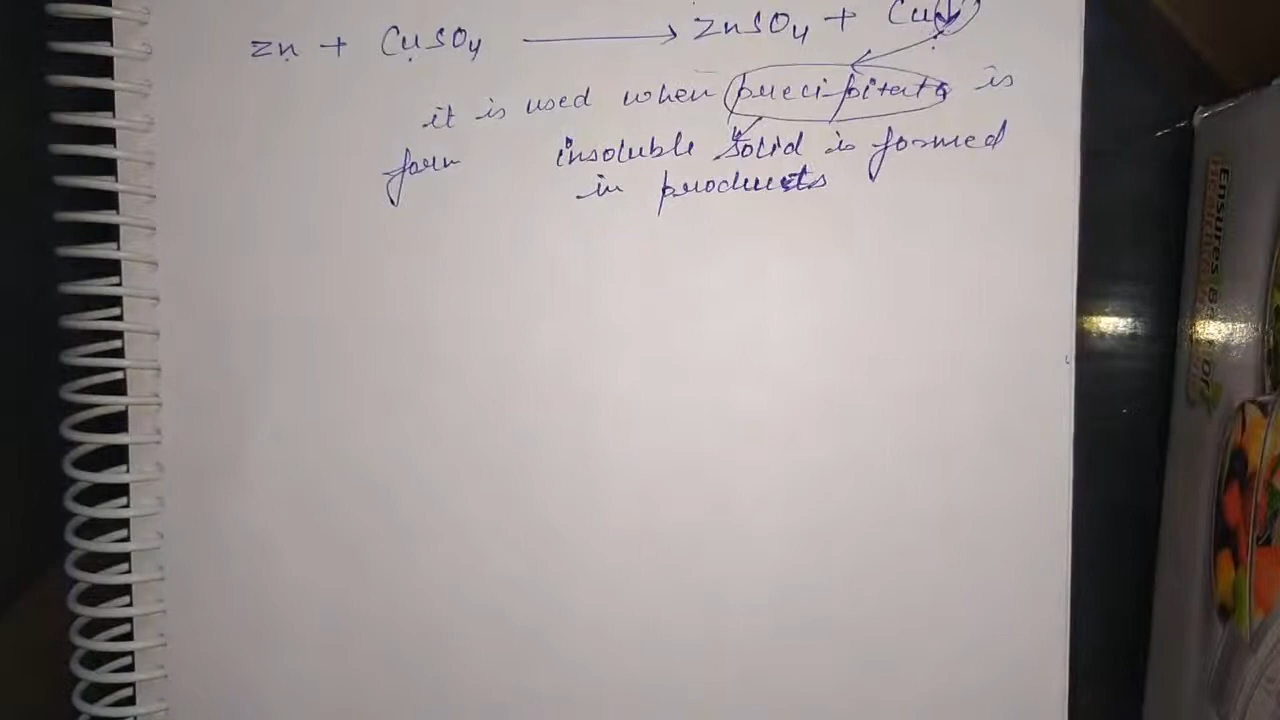 Zn + CuSO4 → ZnSO4 + Cu↓
it is used when precipitate is
form insoluble solid is formed
in products
Ensures